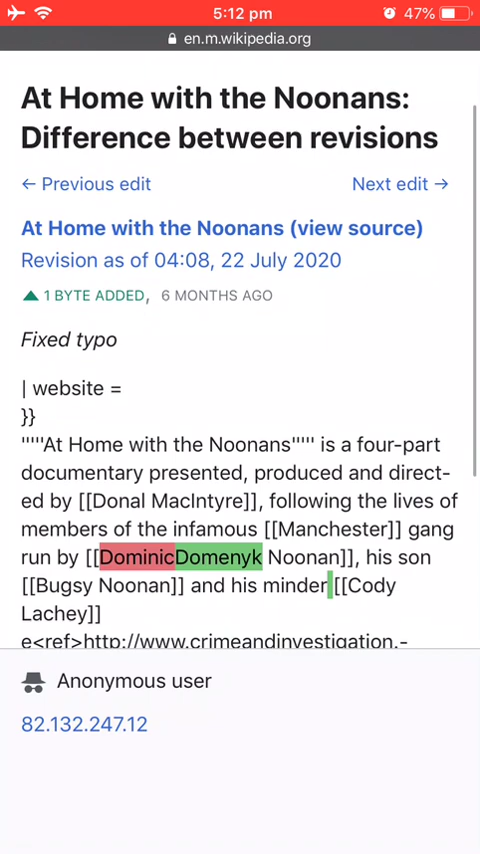 5:12 pm
47%
en.m.wikipedia.org
At Home with the Noonans:
Difference between revisions
← Previous edit
Next edit →
At Home with the Noonans (view source)
Revision as of 04:08, 22 July 2020
1 BYTE ADDED, 6 MONTHS AGO
Fixed typo
| website =
}}
'''''At Home with the Noonans''''' is a four-part
documentary presented, produced and direct-
ed by [[Donal MacIntyre]], following the lives of
members of the infamous [[Manchester]] gang
run by [[DominicDomenyk Noonan]], his son
[[Bugsy Noonan]] and his minder [[Cody
Lachey]]
e<ref>http://www.crimeandinvestigation.-
Anonymous user
82.132.247.12